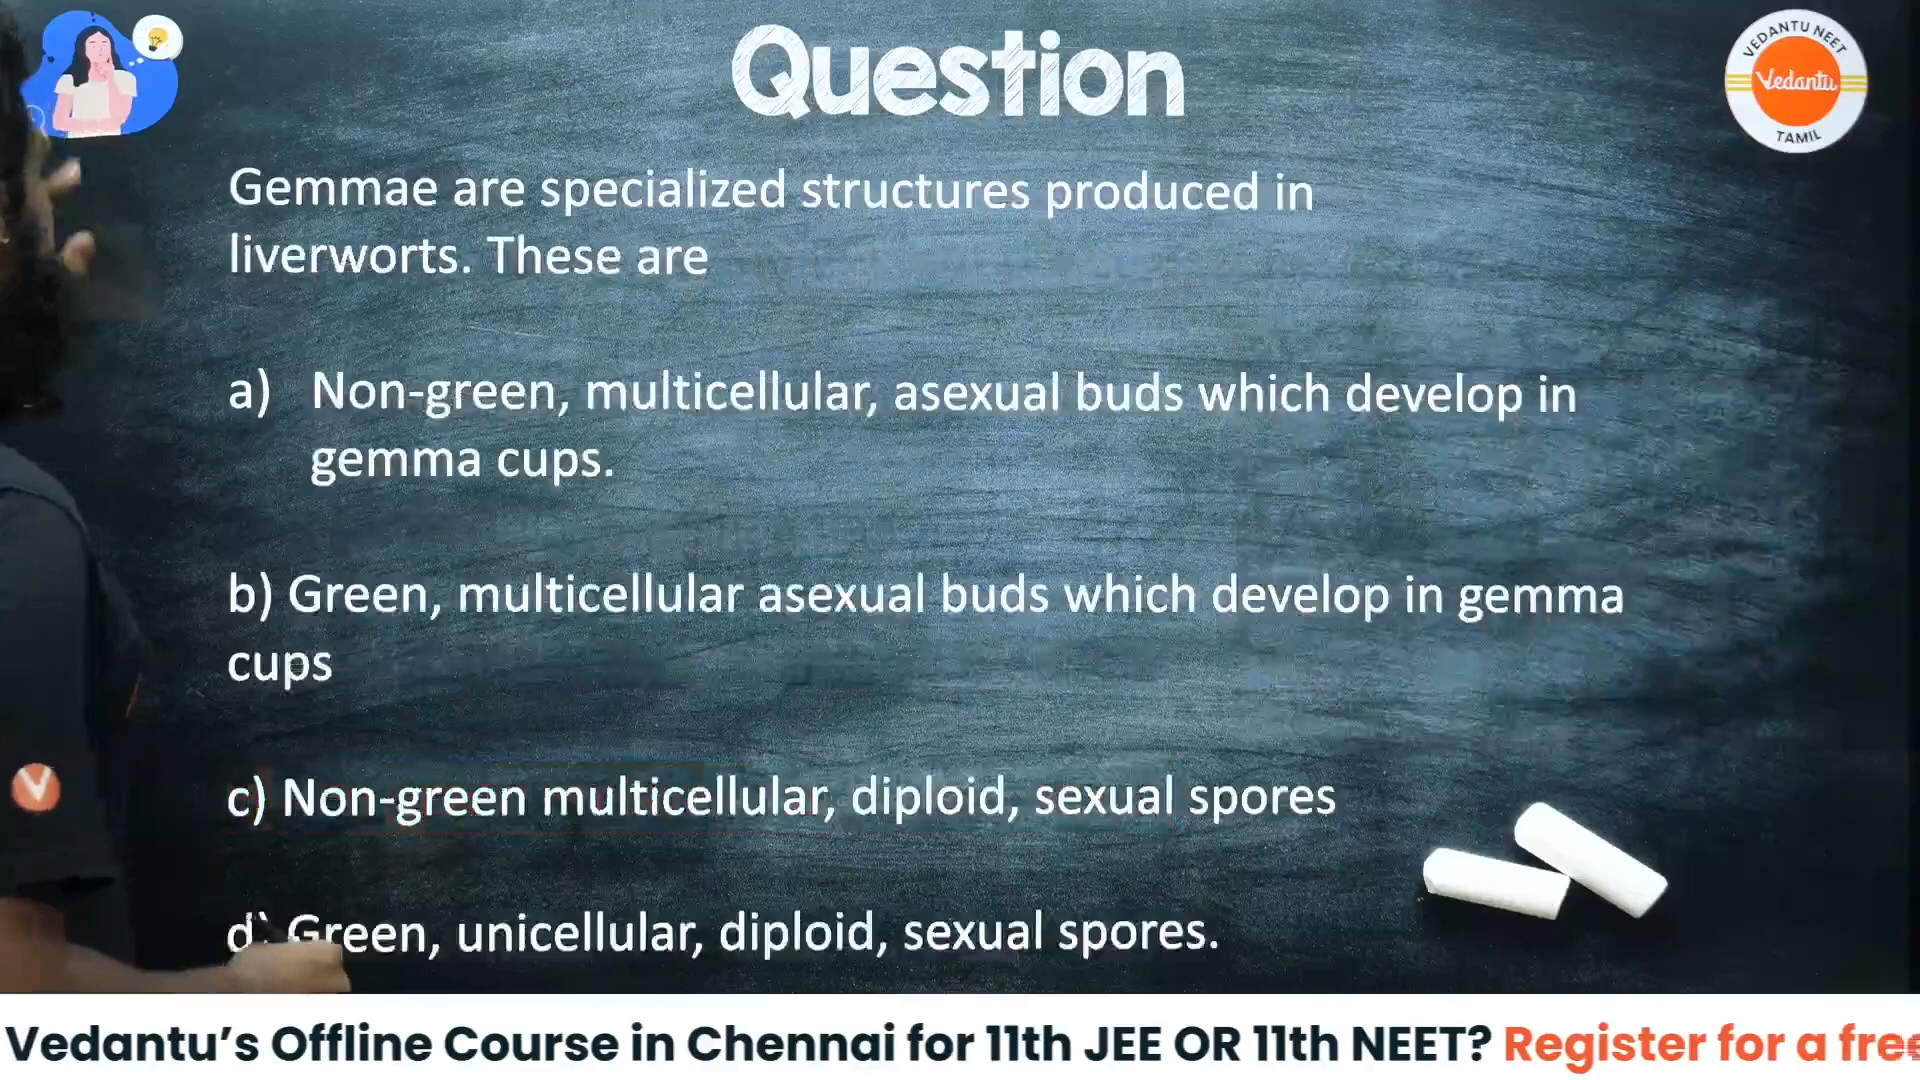 Question
VEDANTU NEET
Vedantu
TAMIL
Gemmae are specialized structures produced in
liverworts. These are
a) Non-green, multicellular, asexual buds which develop in
gemma cups.
b) Green, multicellular asexual buds which develop in gemma
cups
c) Non-green multicellular, diploid, sexual spores
d) Green, unicellular, diploid, sexual spores.
Vedantu’s Offline Course in Chennai for 11th JEE OR 11th NEET? Register for a free